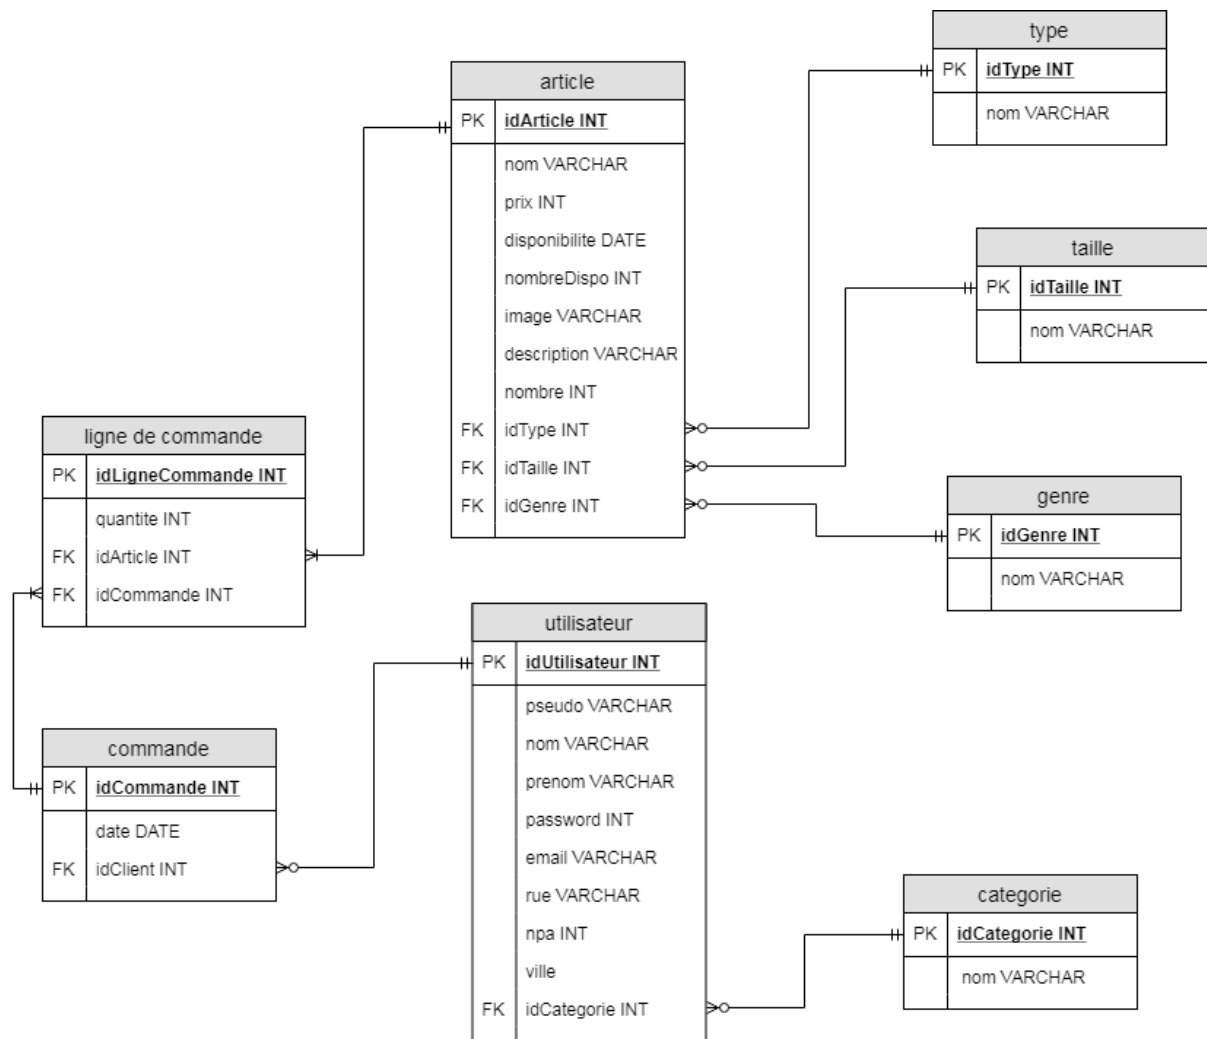 type
PK idType INT
nom VARCHAR
article
PK idArticle INT
nom VARCHAR
prix INT
disponibilite DATE
nombreDispo INT
image VARCHAR
description VARCHAR
nombre INT
FK idType INT
FK idTaille INT
FK idGenre INT
taille
PK idTaille INT
nom VARCHAR
ligne de commande
PK idLigneCommande INT
quantite INT
FK idArticle INT
FK idCommande INT
genre
PK idGenre INT
nom VARCHAR
utilisateur
PK idUtilisateur INT
pseudo VARCHAR
nom VARCHAR
prenom VARCHAR
password INT
email VARCHAR
rue VARCHAR
npa INT
ville
FK idCategorie INT
commande
PK idCommande INT
date DATE
FK idClient INT
categorie
PK idCategorie INT
nom VARCHAR